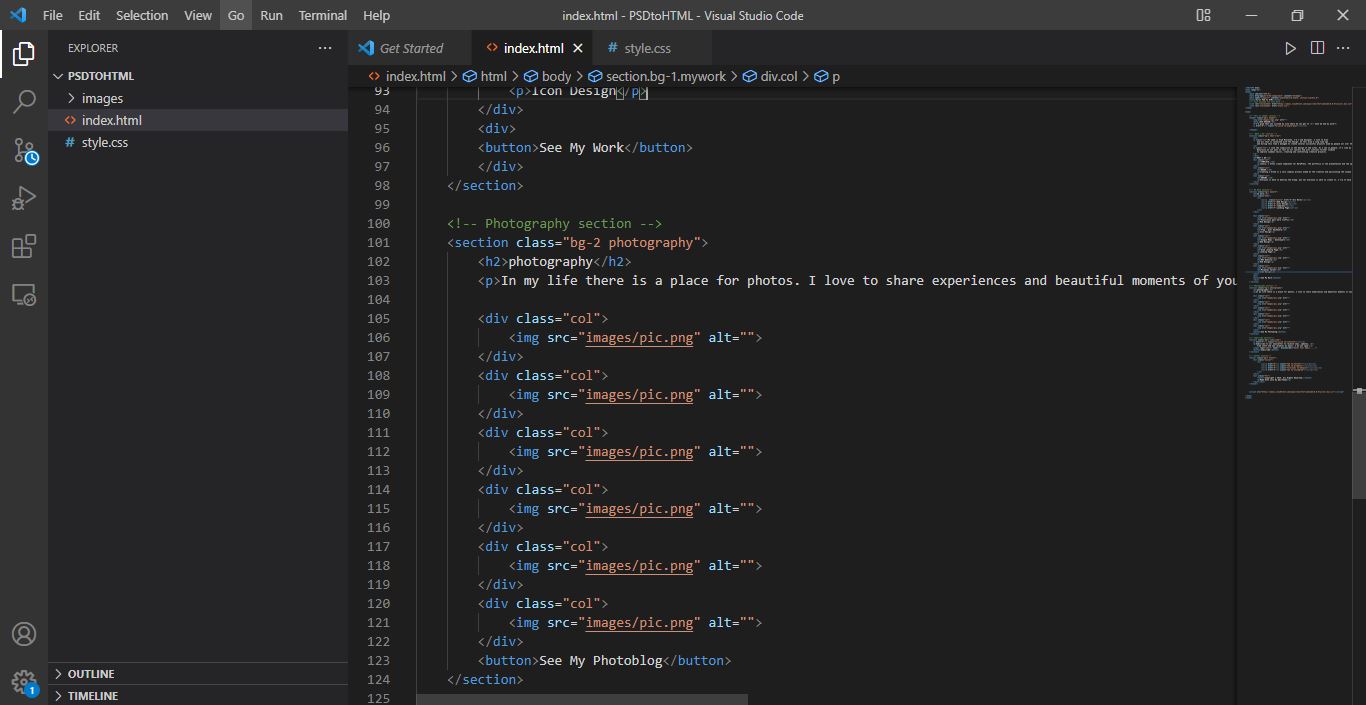 File Edit Selection View Go Run Terminal Help index.html - PSDtoHTML - Visual Studio Code
EXPLORER
PSDTOHTML
images
index.html
# style.css
OUTLINE
TIMELINE
1
Get Started
index.html
# style.css
index.html > html > body > section.bg-1.mywork > div.col > p
93 <p>Icon Design</p>
94 </div>
95 <div>
96 <button>See My Work</button>
97 </div>
98 </section>
99
100 <!-- Photography section -->
101 <section class="bg-2 photography">
102 <h2>photography</h2>
103 <p>In my life there is a place for photos. I love to share experiences and beautiful moments of you
104
105 <div class="col">
106 <img src="images/pic.png" alt="">
107 </div>
108 <div class="col">
109 <img src="images/pic.png" alt="">
110 </div>
111 <div class="col">
112 <img src="images/pic.png" alt="">
113 </div>
114 <div class="col">
115 <img src="images/pic.png" alt="">
116 </div>
117 <div class="col">
118 <img src="images/pic.png" alt="">
119 </div>
120 <div class="col">
121 <img src="images/pic.png" alt="">
122 </div>
123 <button>See My Photoblog</button>
124 </section>
125